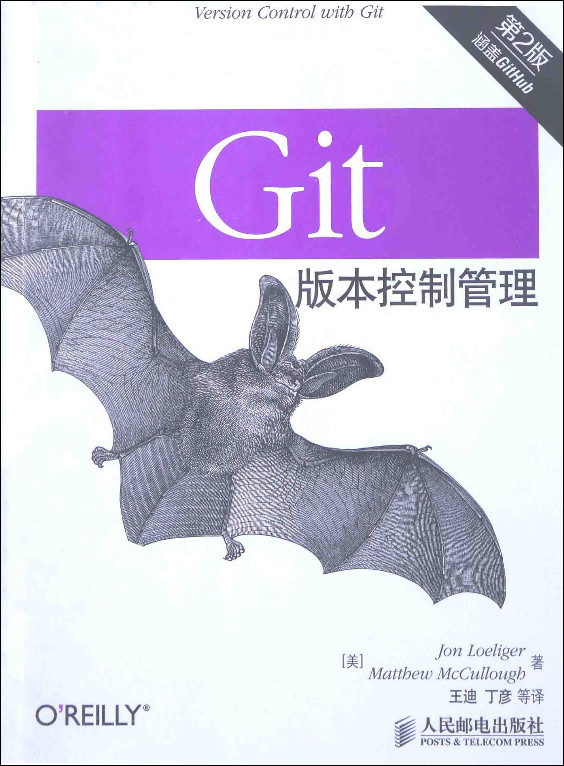 Version Control with Git
第2版
涵盖GitHub
Git
版本控制管理
[美] Jon Loeliger
Matthew McCullough 著
王迪 丁彦 等译
O'REILLY®
人民邮电出版社
POSTS & TELECOM PRESS